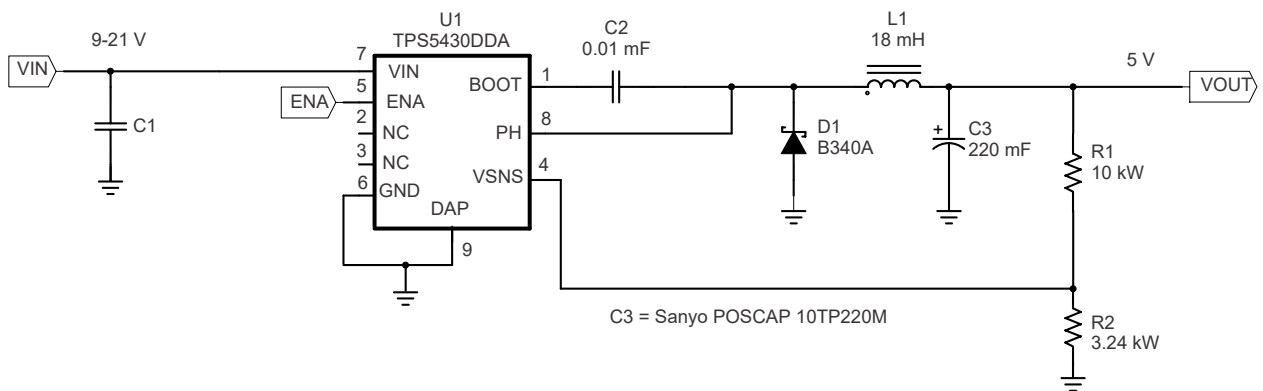 U1
TPS5430DDA
9-21 V
VIN
ENA
C1
7
5
2
3
6
VIN
ENA
NC
NC
GND
DAP
9
BOOT
PH
VSNS
1
8
4
C2
0.01 mF
L1
18 mH
5 V
VOUT
D1
B340A
+
C3
220 mF
R1
10 kW
C3 = Sanyo POSCAP 10TP220M
R2
3.24 kW